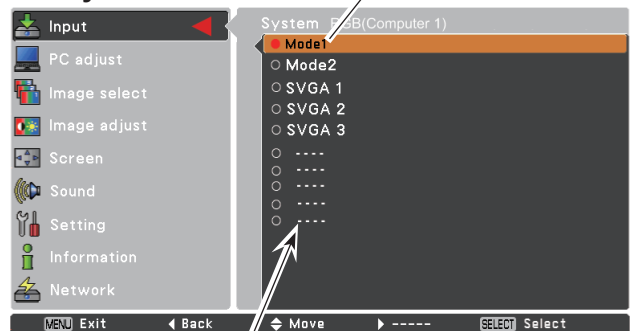 Input
PC adjust
Image select
Image adjust
Screen
Sound
Setting
Information
Network
System RGB(Computer 1)
Mode1
Mode2
SVGA 1
SVGA 2
SVGA 3
----
----
----
----
----
MENU Exit Back Move ----- SELECT Select